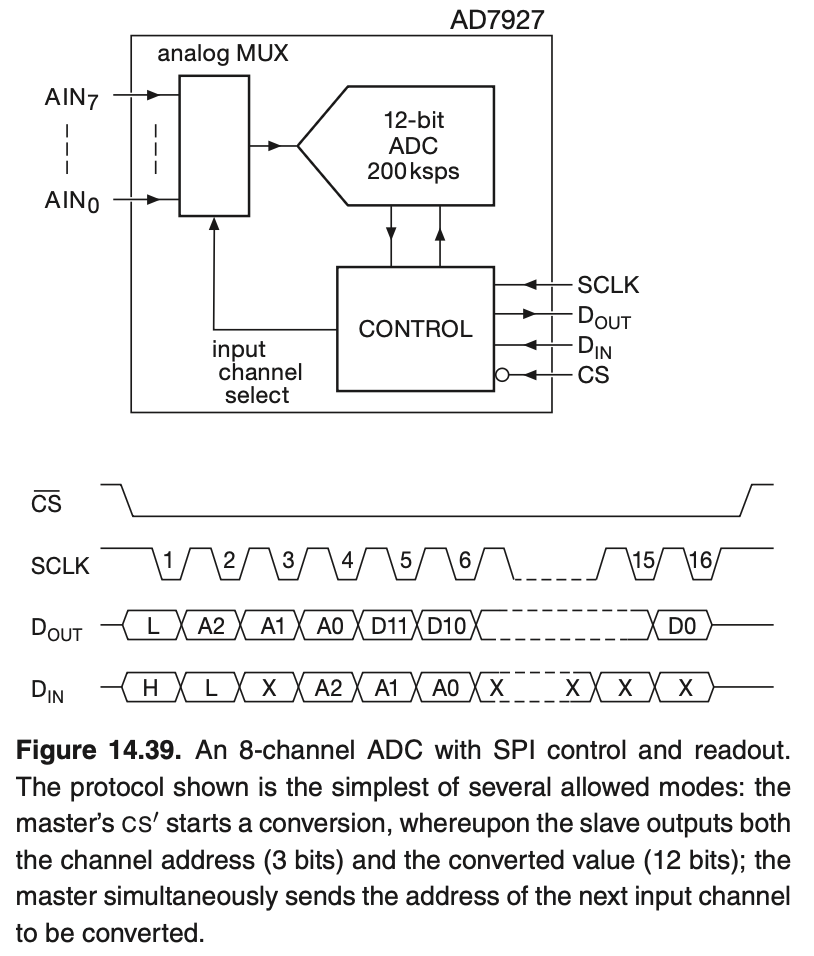 AD7927
analog MUX
AIN7
12-bit
ADC
200ksps
AIN0
SCLK
DOUT
CONTROL
DIN
input
channel
select
CS
CS
SCLK 1 2 3 4 5 6 15 16
DOUT L A2 A1 A0 D11 D10 D0
DIN H L X A2 A1 A0 X X X X
Figure 14.39. An 8-channel ADC with SPI control and readout.
The protocol shown is the simplest of several allowed modes: the
master's CS′ starts a conversion, whereupon the slave outputs both
the channel address (3 bits) and the converted value (12 bits); the
master simultaneously sends the address of the next input channel
to be converted.